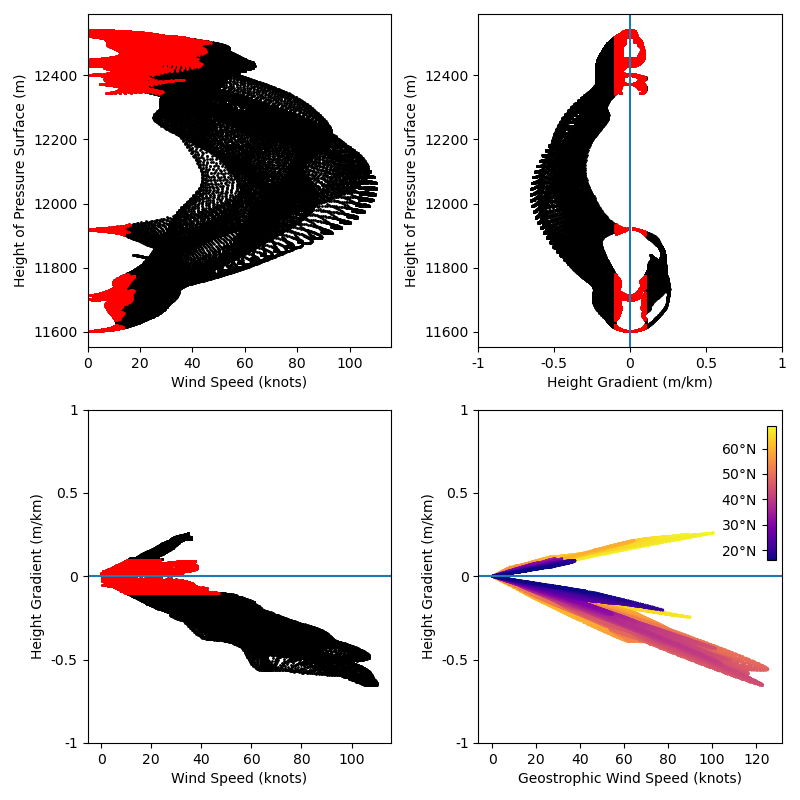 12400
12200
12000
11800
11600
Height of Pressure Surface (m)
0 20 40 60 80 100
Wind Speed (knots)
12400
12200
12000
11800
11600
Height of Pressure Surface (m)
-1 -0.5 0 0.5 1
Height Gradient (m/km)
1
0.5
0
-0.5
-1
Height Gradient (m/km)
0 20 40 60 80 100
Wind Speed (knots)
1
0.5
0
-0.5
-1
Height Gradient (m/km)
60°N
50°N
40°N
30°N
20°N
0 20 40 60 80 100 120
Geostrophic Wind Speed (knots)